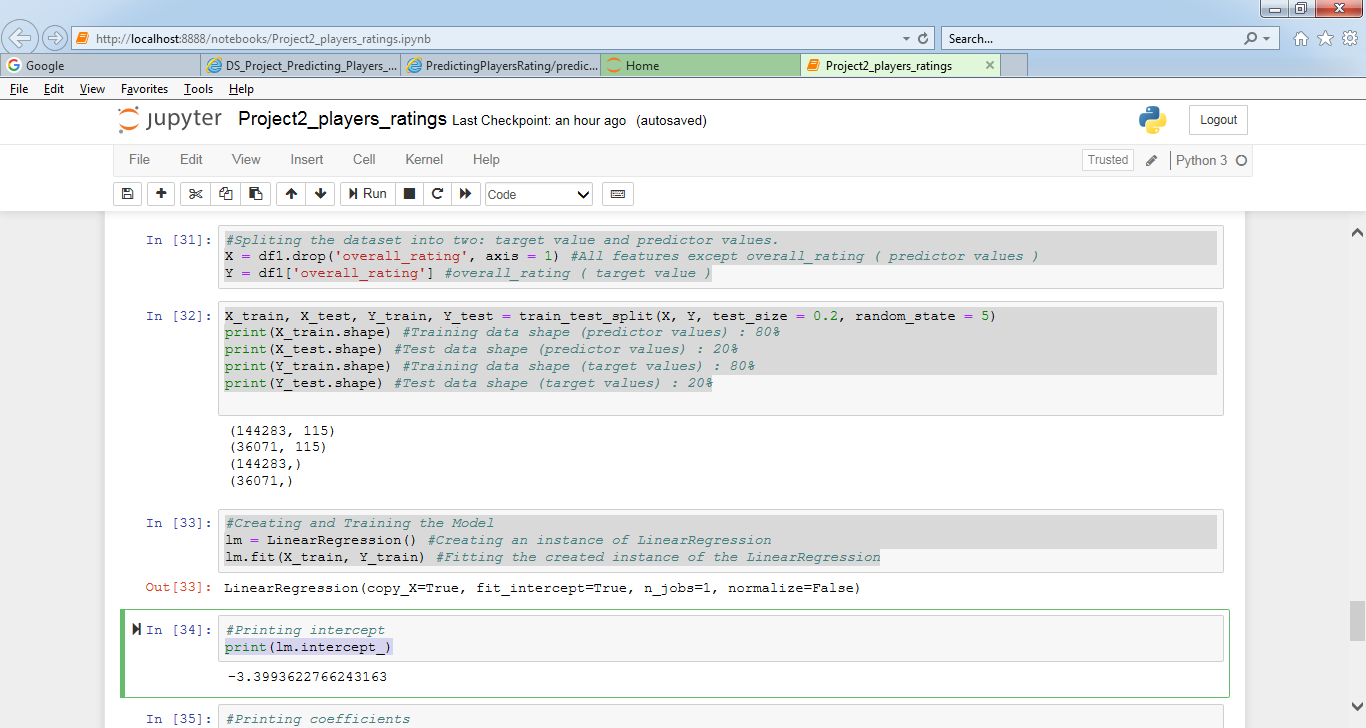 http://localhost:8888/notebooks/Project2_players_ratings.ipynb
Search...
Google
DS_Project_Predicting_Players_...
PredictingPlayersRating/predic...
Home
Project2_players_ratings
File Edit View Favorites Tools Help
jupyter Project2_players_ratings Last Checkpoint: an hour ago (autosaved)
Logout
File Edit View Insert Cell Kernel Help
Trusted
Python 3
Run
Code
In [31]:
#Spliting the dataset into two: target value and predictor values.
X = df1.drop('overall_rating', axis = 1) #All features except overall_rating ( predictor values )
Y = df1['overall_rating'] #overall_rating ( target value )
In [32]:
X_train, X_test, Y_train, Y_test = train_test_split(X, Y, test_size = 0.2, random_state = 5)
print(X_train.shape) #Training data shape (predictor values) : 80%
print(X_test.shape) #Test data shape (predictor values) : 20%
print(Y_train.shape) #Training data shape (target values) : 80%
print(Y_test.shape) #Test data shape (target values) : 20%
(144283, 115)
(36071, 115)
(144283,)
(36071,)
In [33]:
#Creating and Training the Model
lm = LinearRegression() #Creating an instance of LinearRegression
lm.fit(X_train, Y_train) #Fitting the created instance of the LinearRegression
Out[33]: LinearRegression(copy_X=True, fit_intercept=True, n_jobs=1, normalize=False)
In [34]:
#Printing intercept
print(lm.intercept_)
-3.3993622766243163
In [35]:
#Printing coefficients